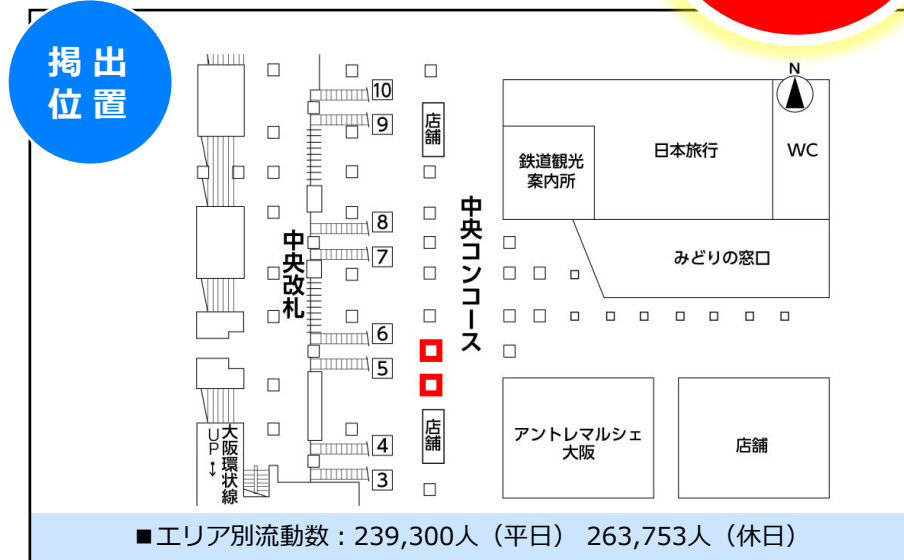 掲出
位置
N
10
9
店舗
鉄道観光
案内所
日本旅行
WC
中央コンコース
8
7
中央改札
みどりの窓口
6
5
店舗
4
3
大阪環状線
UP→
アントレマルシェ
大阪
店舗
■エリア別流動数：239,300人（平日） 263,753人（休日）